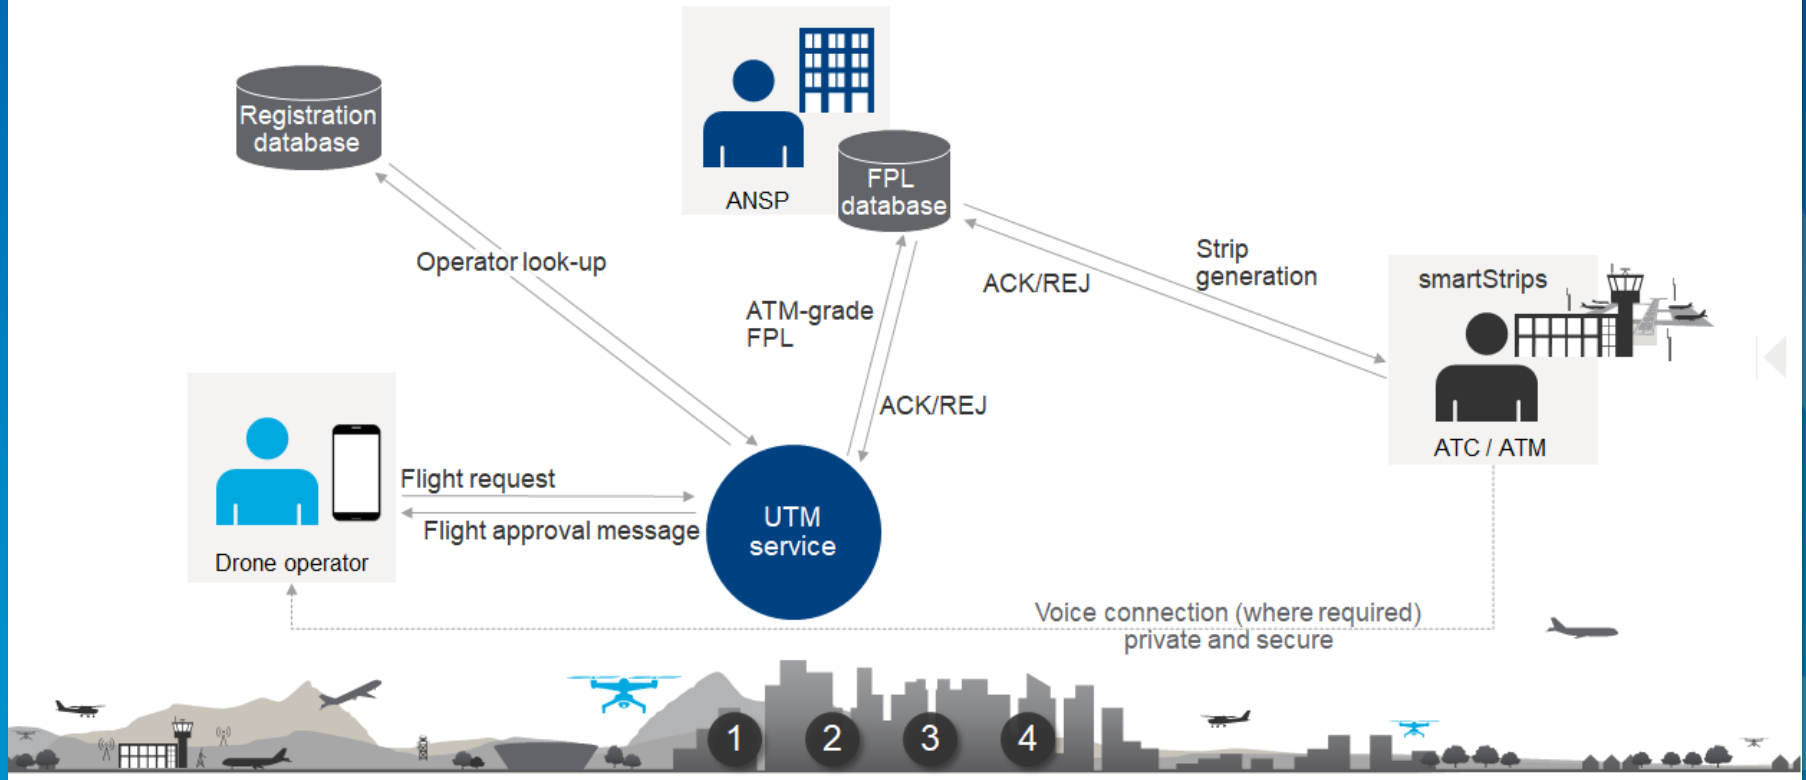 Registration
database
ANSP
FPL
database
Operator look-up
Strip
generation
ACK/REJ
smartStrips
ATM-grade
FPL
ACK/REJ
ATC / ATM
Flight request
Flight approval message
UTM
service
Drone operator
Voice connection (where required)
private and secure
1
2
3
4